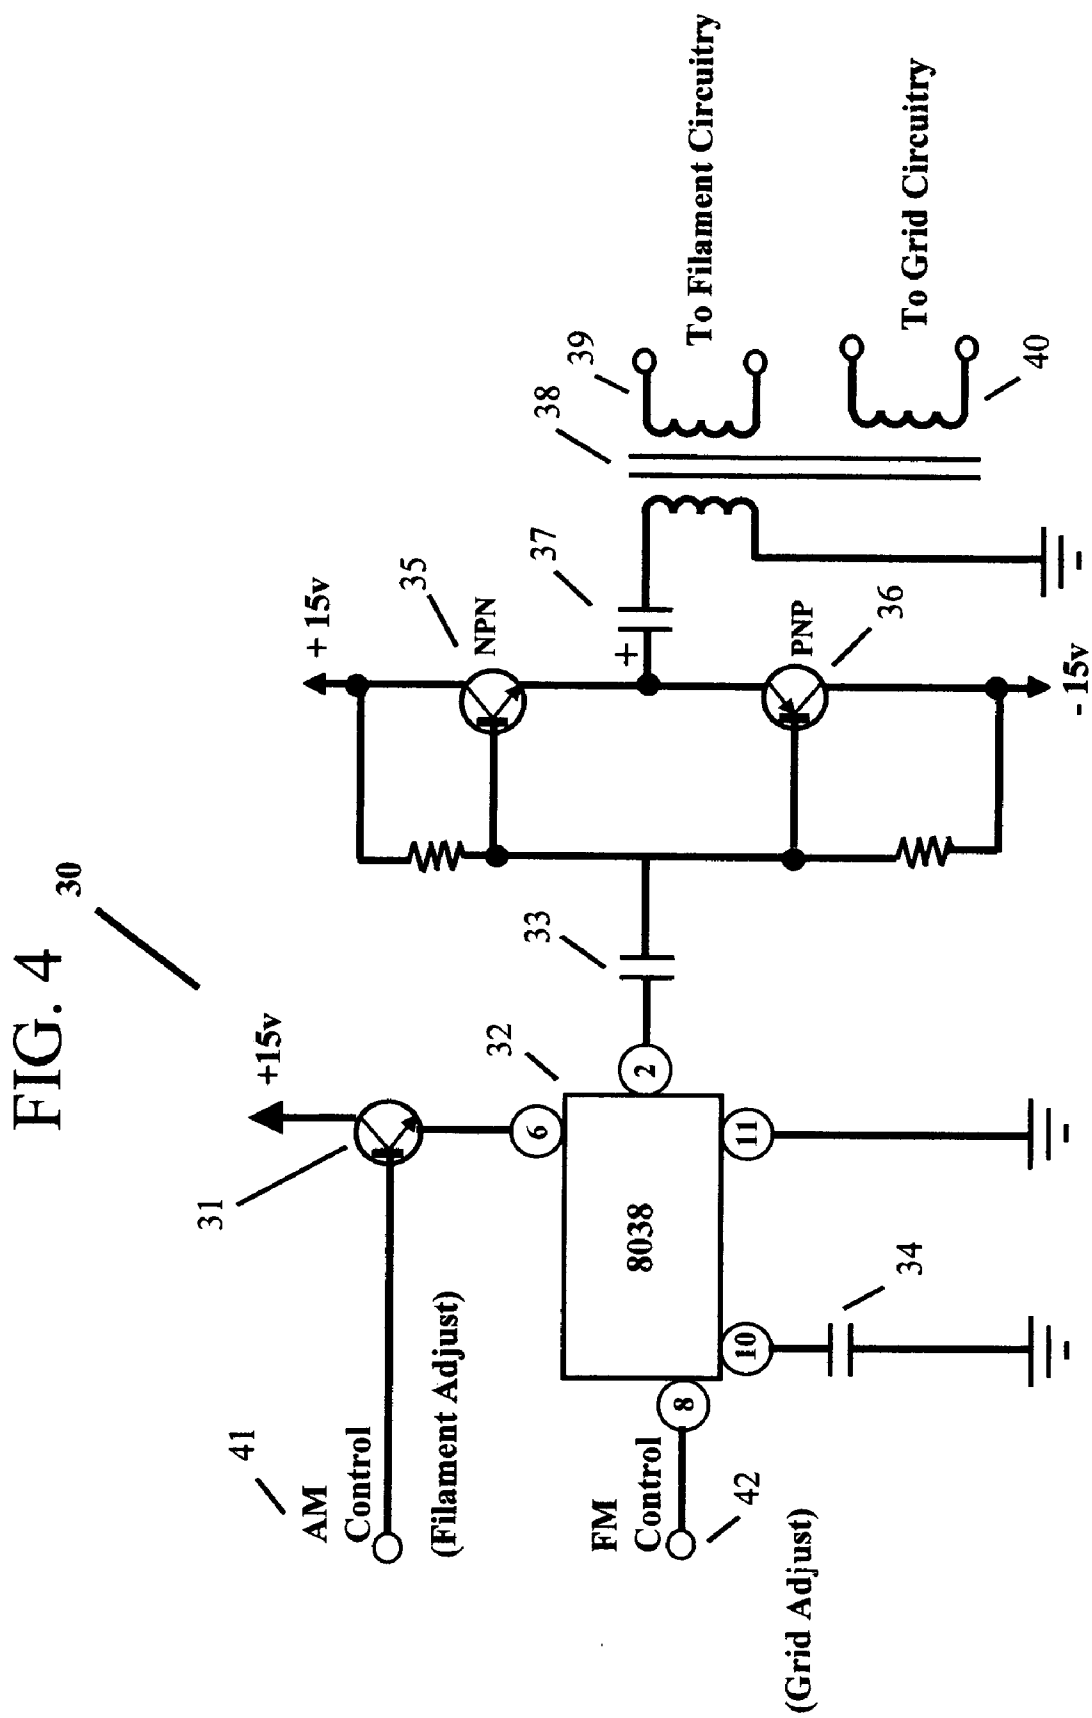 FIG. 4
30
41
AM
Control
(Filament Adjust)
31
+15v
6
32
8038
2
33
FM
Control
8
42
(Grid Adjust)
10
34
11
+15v
35
NPN
+
37
PNP
36
- 15v
38
39
To Filament Circuitry
40
To Grid Circuitry